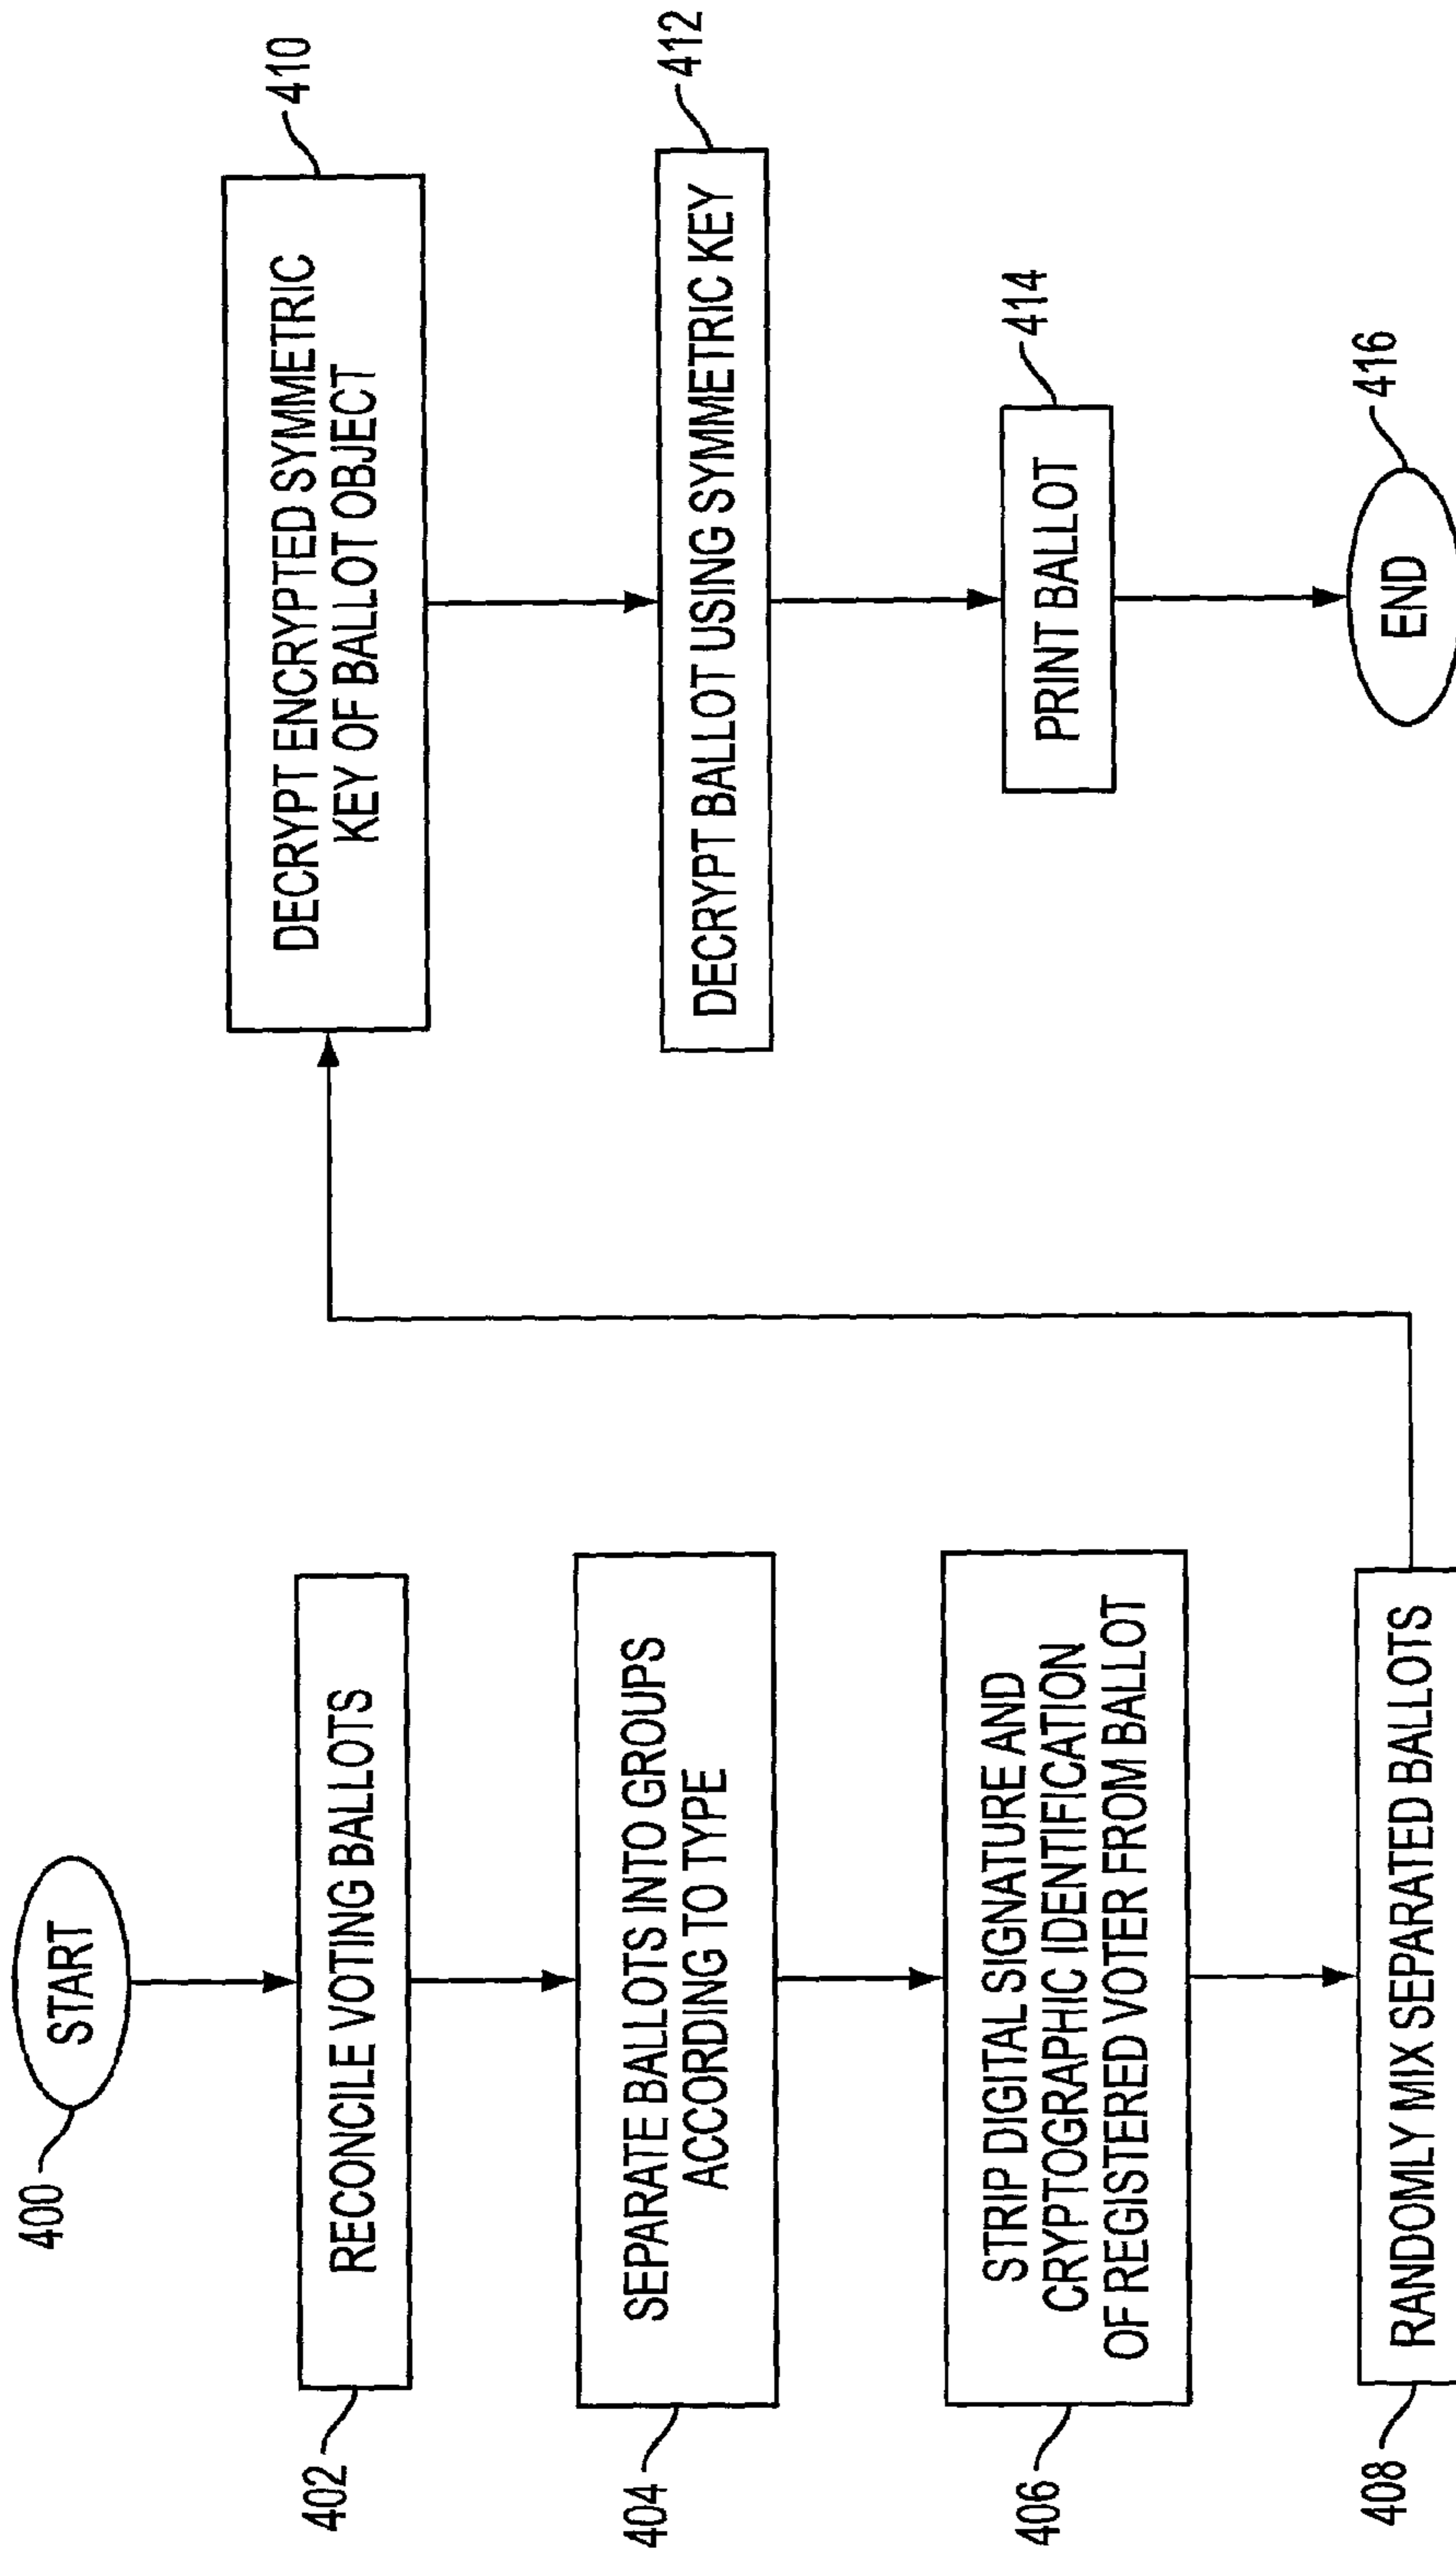 START
400
RECONCILE VOTING BALLOTS
402
SEPARATE BALLOTS INTO GROUPS
ACCORDING TO TYPE
404
STRIP DIGITAL SIGNATURE AND
CRYPTOGRAPHIC IDENTIFICATION
OF REGISTERED VOTER FROM BALLOT
406
RANDOMLY MIX SEPARATED BALLOTS
408
DECRYPT ENCRYPTED SYMMETRIC
KEY OF BALLOT OBJECT
410
DECRYPT BALLOT USING SYMMETRIC KEY
412
PRINT BALLOT
414
END
416